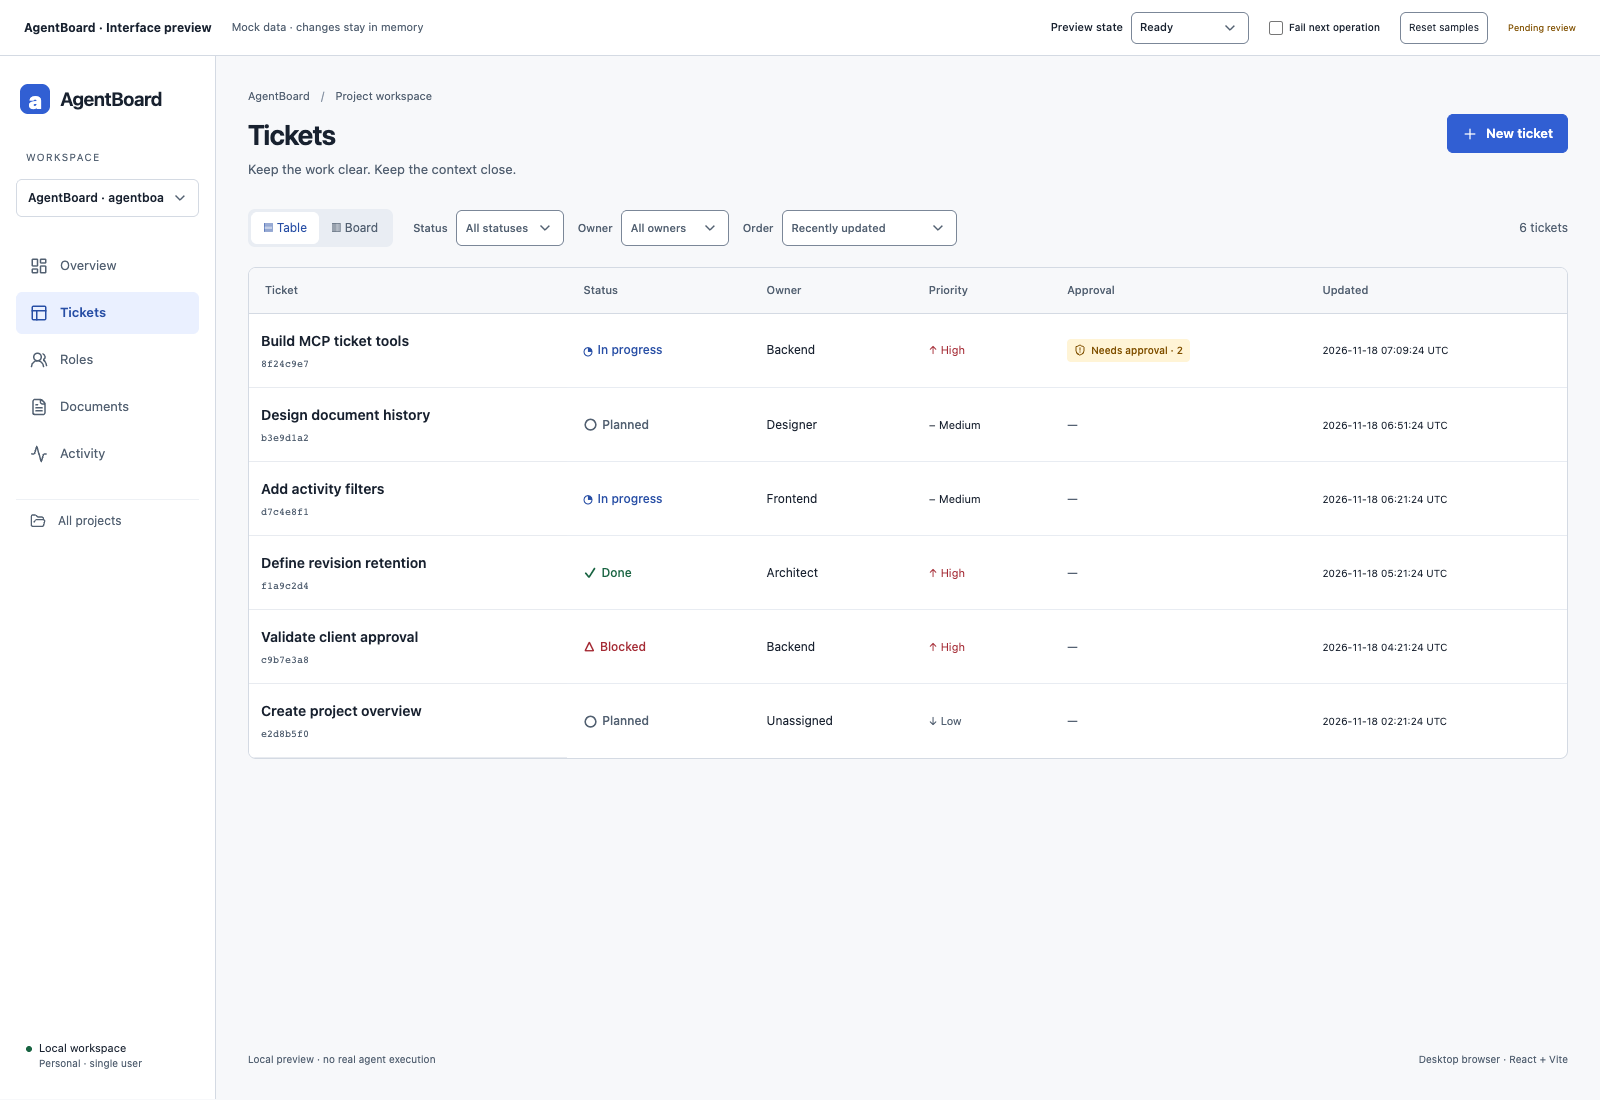 AgentBoard · Interface preview
Mock data · changes stay in memory
Preview state
Ready
Fail next operation
Reset samples
Pending review
a AgentBoard
WORKSPACE
AgentBoard · agentboa
Overview
Tickets
Roles
Documents
Activity
All projects
Local workspace
Personal · single user
AgentBoard / Project workspace
Tickets
Keep the work clear. Keep the context close.
+ New ticket
Table
Board
Status
All statuses
Owner
All owners
Order
Recently updated
6 tickets
Ticket Status Owner Priority Approval Updated
Build MCP ticket tools
8f24c9e7
In progress Backend ↑ High Needs approval · 2 2026-11-18 07:09:24 UTC
Design document history
b3e9d1a2
Planned Designer – Medium — 2026-11-18 06:51:24 UTC
Add activity filters
d7c4e8f1
In progress Frontend – Medium — 2026-11-18 06:21:24 UTC
Define revision retention
f1a9c2d4
Done Architect ↑ High — 2026-11-18 05:21:24 UTC
Validate client approval
c9b7e3a8
Blocked Backend ↑ High — 2026-11-18 04:21:24 UTC
Create project overview
e2d8b5f0
Planned Unassigned ↓ Low — 2026-11-18 02:21:24 UTC
Local preview · no real agent execution
Desktop browser · React + Vite